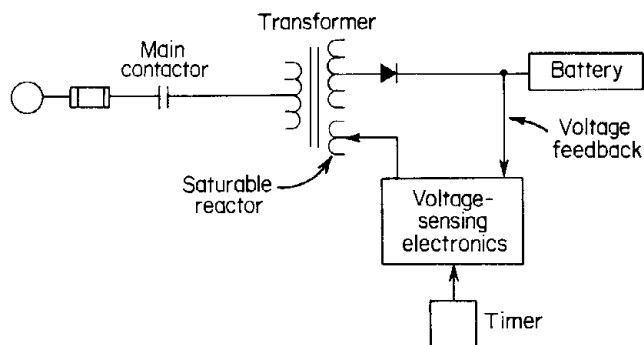 Transformer
Main
contactor
Battery
Voltage
feedback
Saturable
reactor
Voltage-
sensing
electronics
Timer